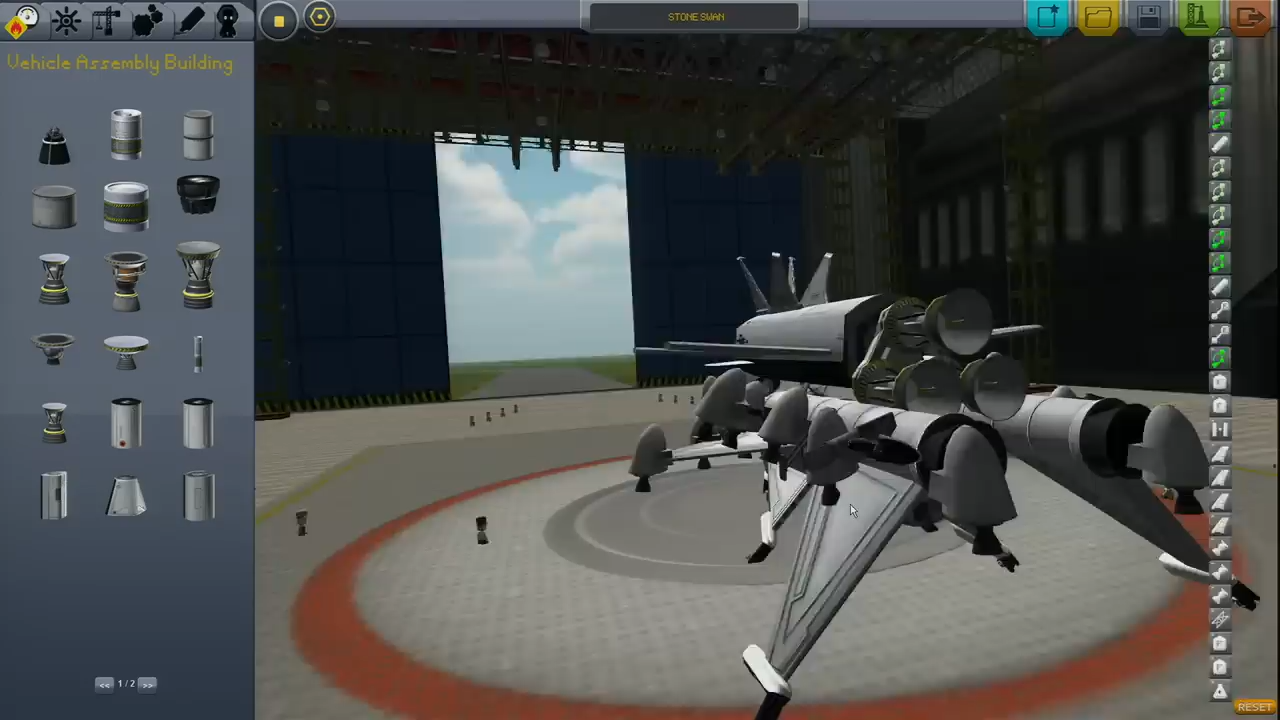 STONE SWAN
Vehicle Assembly Building
<< 1/2 >>
RESET